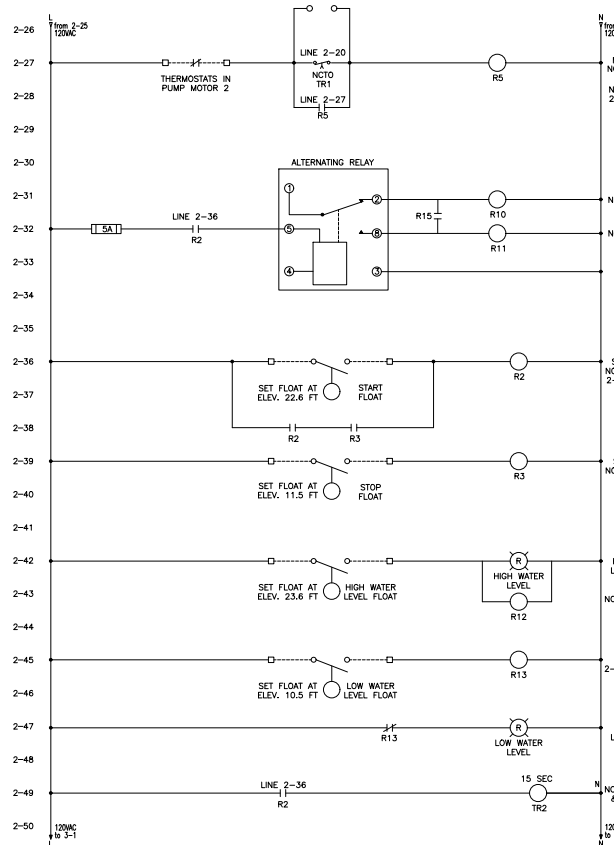 L
N
from 2-25
120VAC
2-26
LINE 2-20
2-27
THERMOSTATS IN
PUMP MOTOR 2
NCTO
TR1
R5
2-28
LINE 2-27
R5
2-29
2-30
ALTERNATING RELAY
2-31
1
2
R10
N
R15
LINE 2-36
2-32
5A
R2
5
8
R11
N
2-33
4
3
2-34
2-35
2-36
R2
2-37
SET FLOAT AT
ELEV. 22.6 FT
START
FLOAT
2-38
R2
R3
2-39
R3
2-40
SET FLOAT AT
ELEV. 11.5 FT
STOP
FLOAT
2-41
2-42
R
HIGH WATER
LEVEL
2-43
SET FLOAT AT
ELEV. 23.6 FT
HIGH WATER
LEVEL FLOAT
R12
2-44
2-45
R13
2-46
SET FLOAT AT
ELEV. 10.5 FT
LOW WATER
LEVEL FLOAT
2-47
R13
R
LOW WATER
LEVEL
2-48
LINE 2-36
15 SEC
2-49
R2
TR2
N
2-50
120VAC
to 3-1